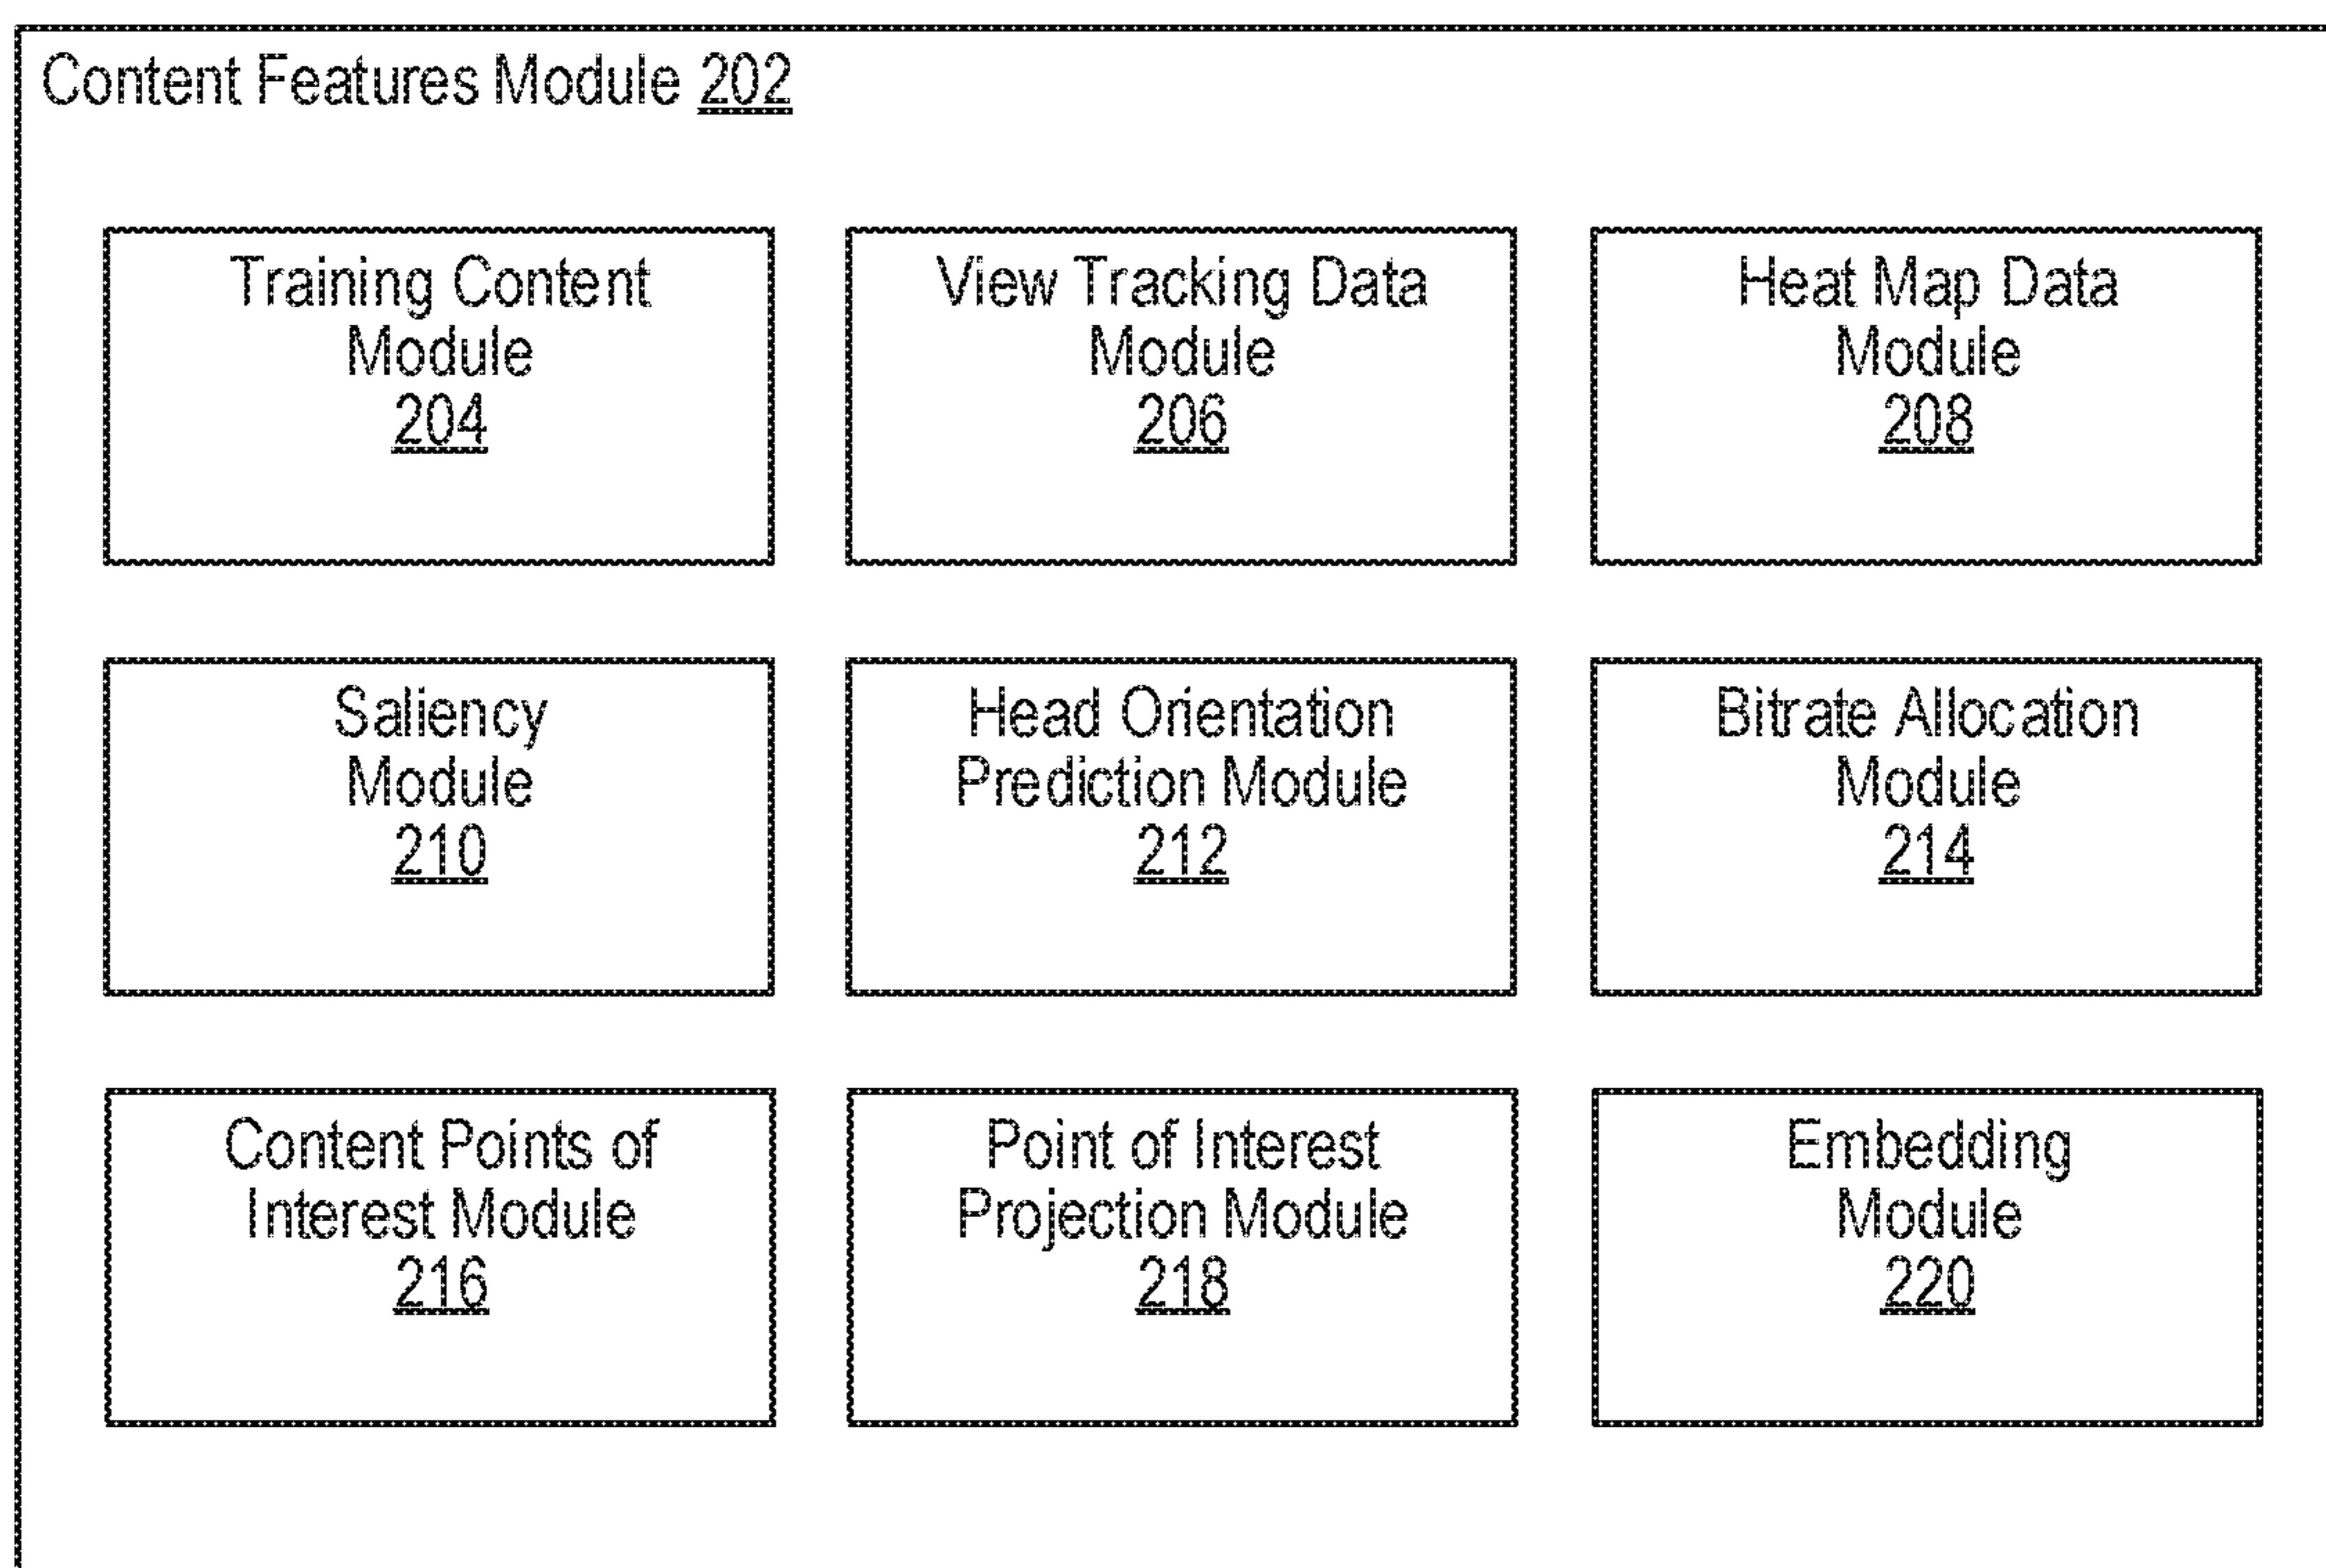 Content Features Module 202
Training Content
Module
204
View Tracking Data
Module
206
Heat Map Data
Module
208
Saliency
Module
210
Head Orientation
Prediction Module
212
Bitrate Allocation
Module
214
Content Points of
Interest Module
216
Point of Interest
Projection Module
218
Embedding
Module
220